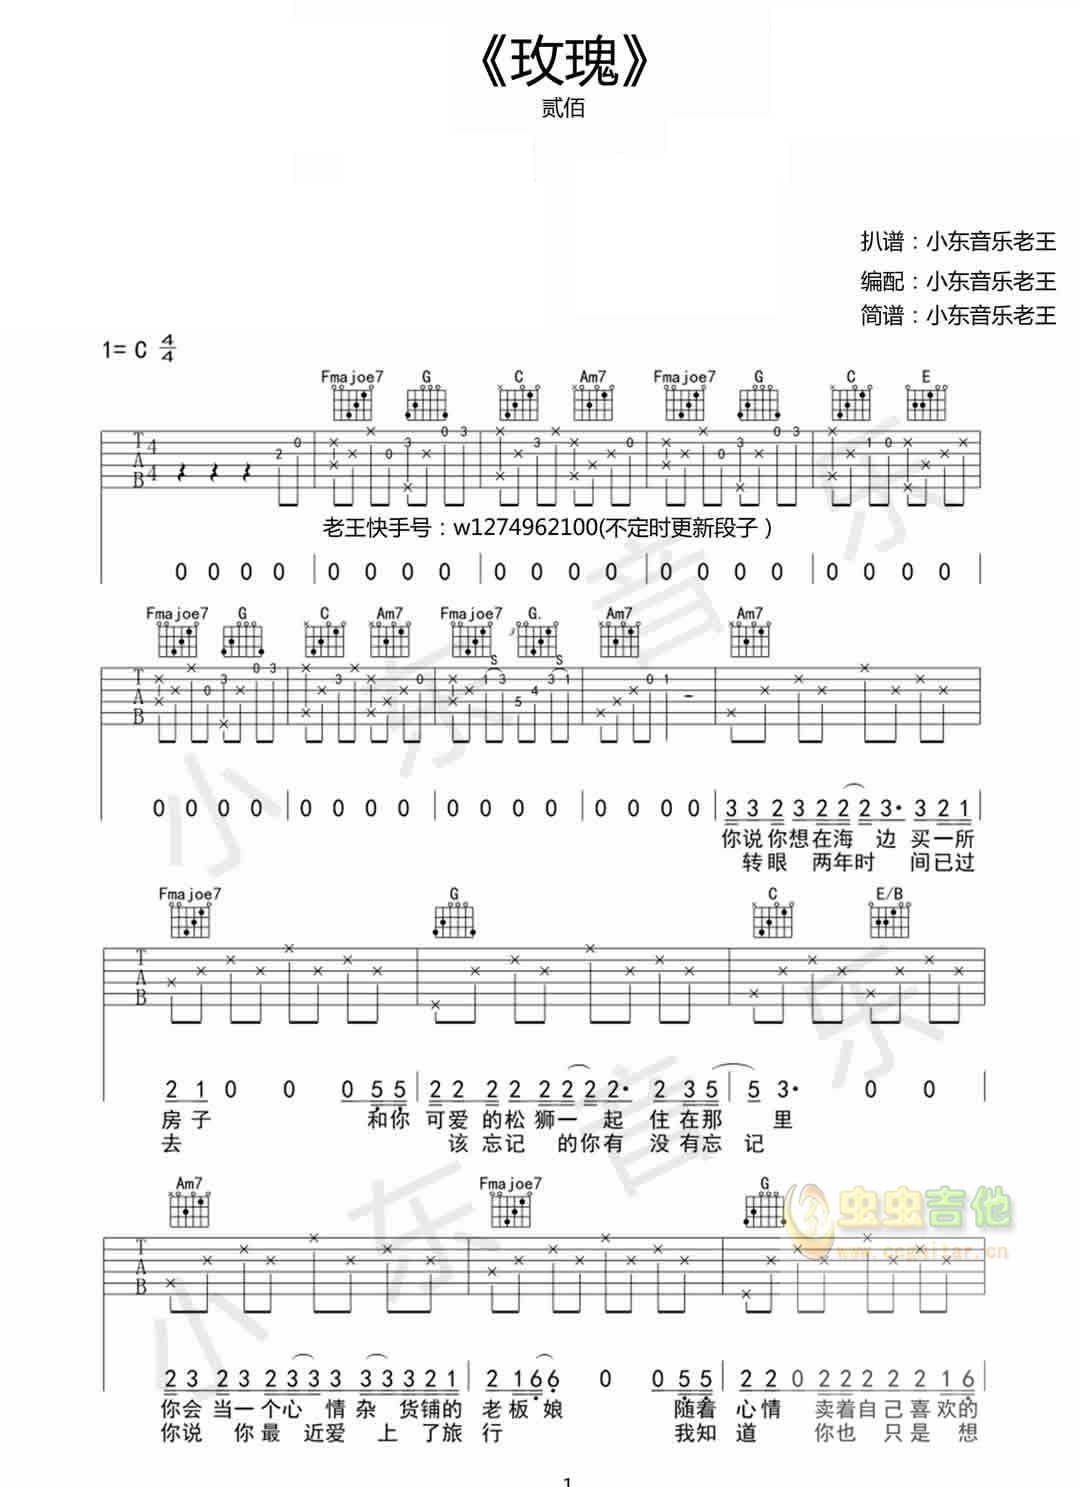 《玫瑰》
贰佰
扒谱：小东音乐老王
编配：小东音乐老王
简谱：小东音乐老王
1= C 4/4
Fmajoe7 G C Am7 Fmajoe7 G C E
老王快手号：w1274962100(不定时更新段子）
0 0 0 0 0 0 0 0 0 0 0 0 0 0 0 0 0 0 0 0
Fmajoe7 G C Am7 Fmajoe7 G. Am7 Am7
0 0 0 0 0 0 0 0 0 0 0 0 0 0 0 0 3 3 2 3 2 2 2 3· 3 2 1
你说你想在海 边 买一所
转眼 两年时 间已过
Fmajoe7 G C E/B
2 1 0 0 0 5 5 2 2 2 2 2 2 2 2· 2 3 5 5 3· 0 0
房子 和你 可爱的松狮一 起 住在那 里
去 该忘记 的你有 没有忘记
Am7 Fmajoe7 G
虫虫吉他
www.ccguitar.cn
2 3 2 3 2 3 3 3 3 3 3 2 1 2 1 6 6 0 0 5 5 2 2 0 2 2 2 2 2 1 6
你会 当一个心 情 杂 货铺的 老板 娘 随着 心情 卖着自己喜欢的
你说 你最 近爱 上 了旅 行 我知 道 你也 只是 想
1
小东音乐
小东音乐